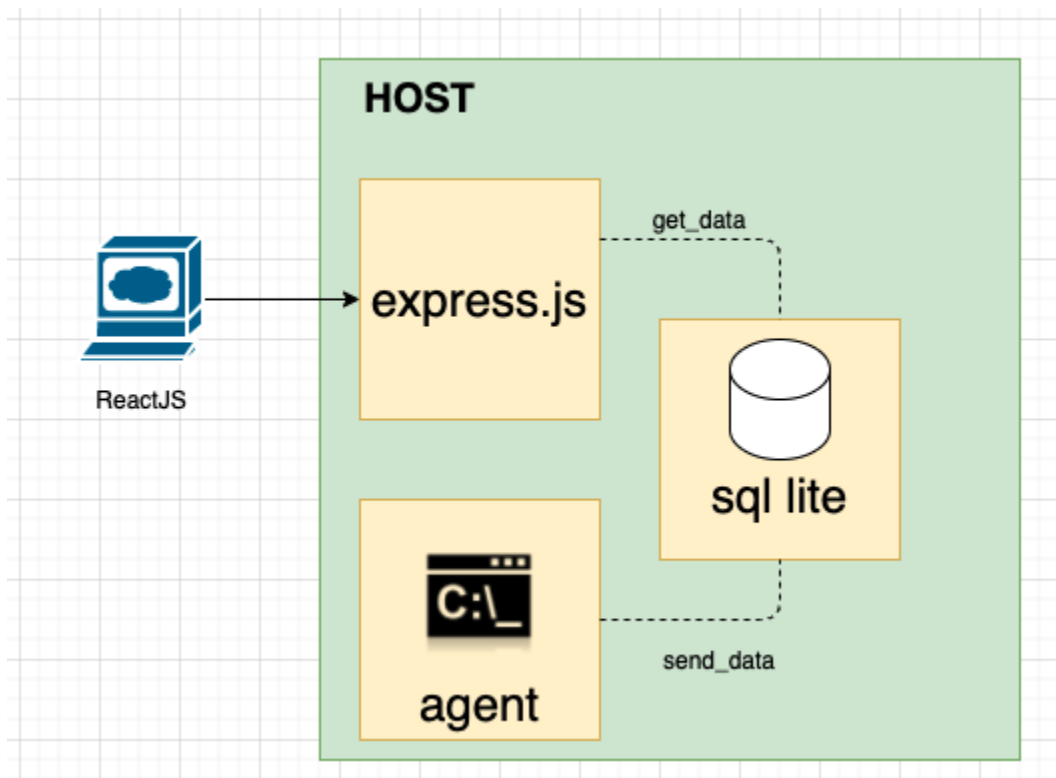 HOST
get_data
express.js
ReactJS
sql lite
C:\_
send_data
agent